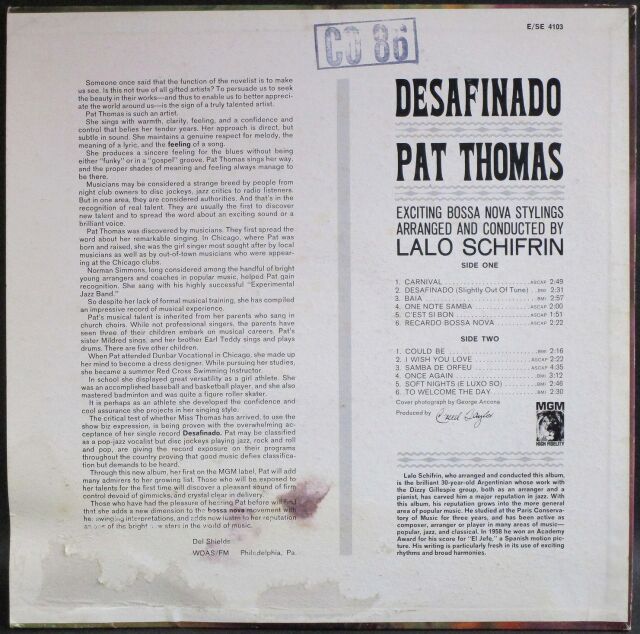 E/SE 4103
CO 86
Someone once said that the function of the novelist is to make
us see. Is this not true of all gifted artists? To persuade us to seek
the beauty in their works—and thus to enable us to better appreci-
ate the world around us—is the sign of a truly talented artist.
Pat Thomas is such an artist.
She sings with warmth, clarity, feeling, and a confidence and
control that belies her tender years. Her approach is direct, but
subtle in sound. She maintains a genuine respect for melody, the
meaning of a lyric, and the feeling of a song.
She produces a sincere feeling for the blues without being
either "funky" or in a "gospel" groove. Pat Thomas sings her way,
and the proper shades of meaning and feeling always manage to
be there.
Musicians may be considered a strange breed by people from
night club owners to disc jockeys, jazz critics to radio listeners.
But in one area, they are considered authorities. And that's in the
recognition of real talent. They are usually the first to discover
new talent and to spread the word about an exciting sound or a
brilliant voice.
Pat Thomas was discovered by musicians. They first spread the
word about her remarkable singing. In Chicago, where Pat was
born and raised, she was the girl singer most sought after by local
musicians as well as by out-of-town musicians who were appear-
ing at the Chicago clubs.
Norman Simmons, long considered among the handful of bright
young arrangers and coaches in popular music, helped Pat gain
recognition. She sang with his highly successful "Experimental
Jazz Band."
So despite her lack of formal musical training, she has compiled
an impressive record of musical experience.
Pat's musical talent is inherited from her parents who sang in
church choirs. While not professional singers, the parents have
seen three of their children embark on musical careers. Pat's
sister Mildred sings, and her brother Earl Teddy sings and plays
drums. There are five other children.
When Pat attended Dunbar Vocational in Chicago, she made up
her mind to become a dress designer. While pursuing her studies,
she became a summer Red Cross Swimming Instructor.
In school she displayed great versatility as a girl athlete. She
was an accomplished baseball and basketball player, and she also
mastered badminton and was quite a figure roller skater.
It is perhaps as an athlete she developed the confidence and
cool assurance she projects in her singing style.
The critical test of whether Miss Thomas has arrived, to use the
show biz expression, is being proven with the overwhelming ac-
ceptance of her single record Desafinado. Pat may be classified
as a pop-jazz vocalist but disc jockeys playing jazz, rock and roll
and pop, are giving the record exposure on their programs
throughout the country proving that good music defies classifica-
tion but demands to be heard.
Through this new album, her first on the MGM label, Pat will add
many admirers to her growing list. Those who will be exposed to
her talents for the first time will discover a pleasant sound of firm
control devoid of gimmicks, and crystal clear in delivery.
Those who have had the pleasure of hearing Pat before will find
that she adds a new dimension to the bossa nova movement with
her swinging interpretations, and adds new luster to her reputation
as one of the bright new stars in the world of music.
Del Shields
WDAS/FM Philadelphia, Pa.
DESAFINADO
PAT THOMAS
EXCITING BOSSA NOVA STYLINGS
ARRANGED AND CONDUCTED BY
LALO SCHIFRIN
SIDE ONE
1. CARNIVAL ASCAP 2:49
2. DESAFINADO (Slightly Out Of Tune) BMI 2:31
3. BAIA BMI 2:57
4. ONE NOTE SAMBA ASCAP 2:00
5. C'EST SI BON ASCAP 1:51
6. RECARDO BOSSA NOVA ASCAP 2:22
SIDE TWO
1. COULD BE BMI 2:16
2. I WISH YOU LOVE ASCAP 2:22
3. SAMBA DE ORFEU ASCAP 4:35
4. ONCE AGAIN BMI 3:12
5. SOFT NIGHTS (E LUXO SO) BMI 2:46
6. TO WELCOME THE DAY BMI 2:30
Cover photograph by George Ancona
Produced by Creed Taylor
MGM
HIGH FIDELITY
Lalo Schifrin, who arranged and conducted this album,
is the brilliant 30-year-old Argentinian whose work with
the Dizzy Gillespie group, both as an arranger and a
pianist, has carved him a major reputation in jazz. With
this album, his reputation grows into the more general
area of popular music. He studied at the Paris Conserva-
tory of Music for three years, and has been active as
composer, arranger or player in many areas of music—
popular, jazz, and classical. In 1958 he won an Academy
Award for his score for "El Jefe," a Spanish motion pic-
ture. His writing is particularly fresh in its use of exciting
rhythms and broad harmonies.